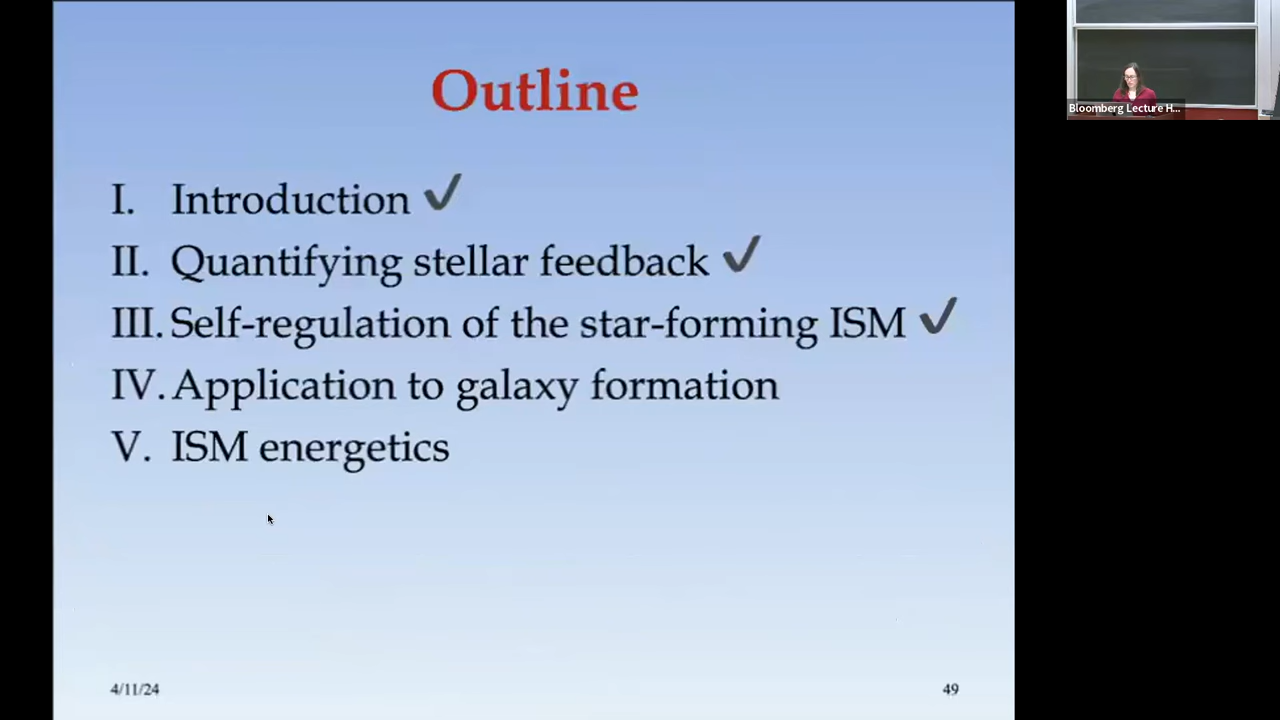 Outline
I. Introduction ✓
II. Quantifying stellar feedback ✓
III. Self-regulation of the star-forming ISM ✓
IV. Application to galaxy formation
V. ISM energetics
4/11/24
49
Bloomberg Lecture H...